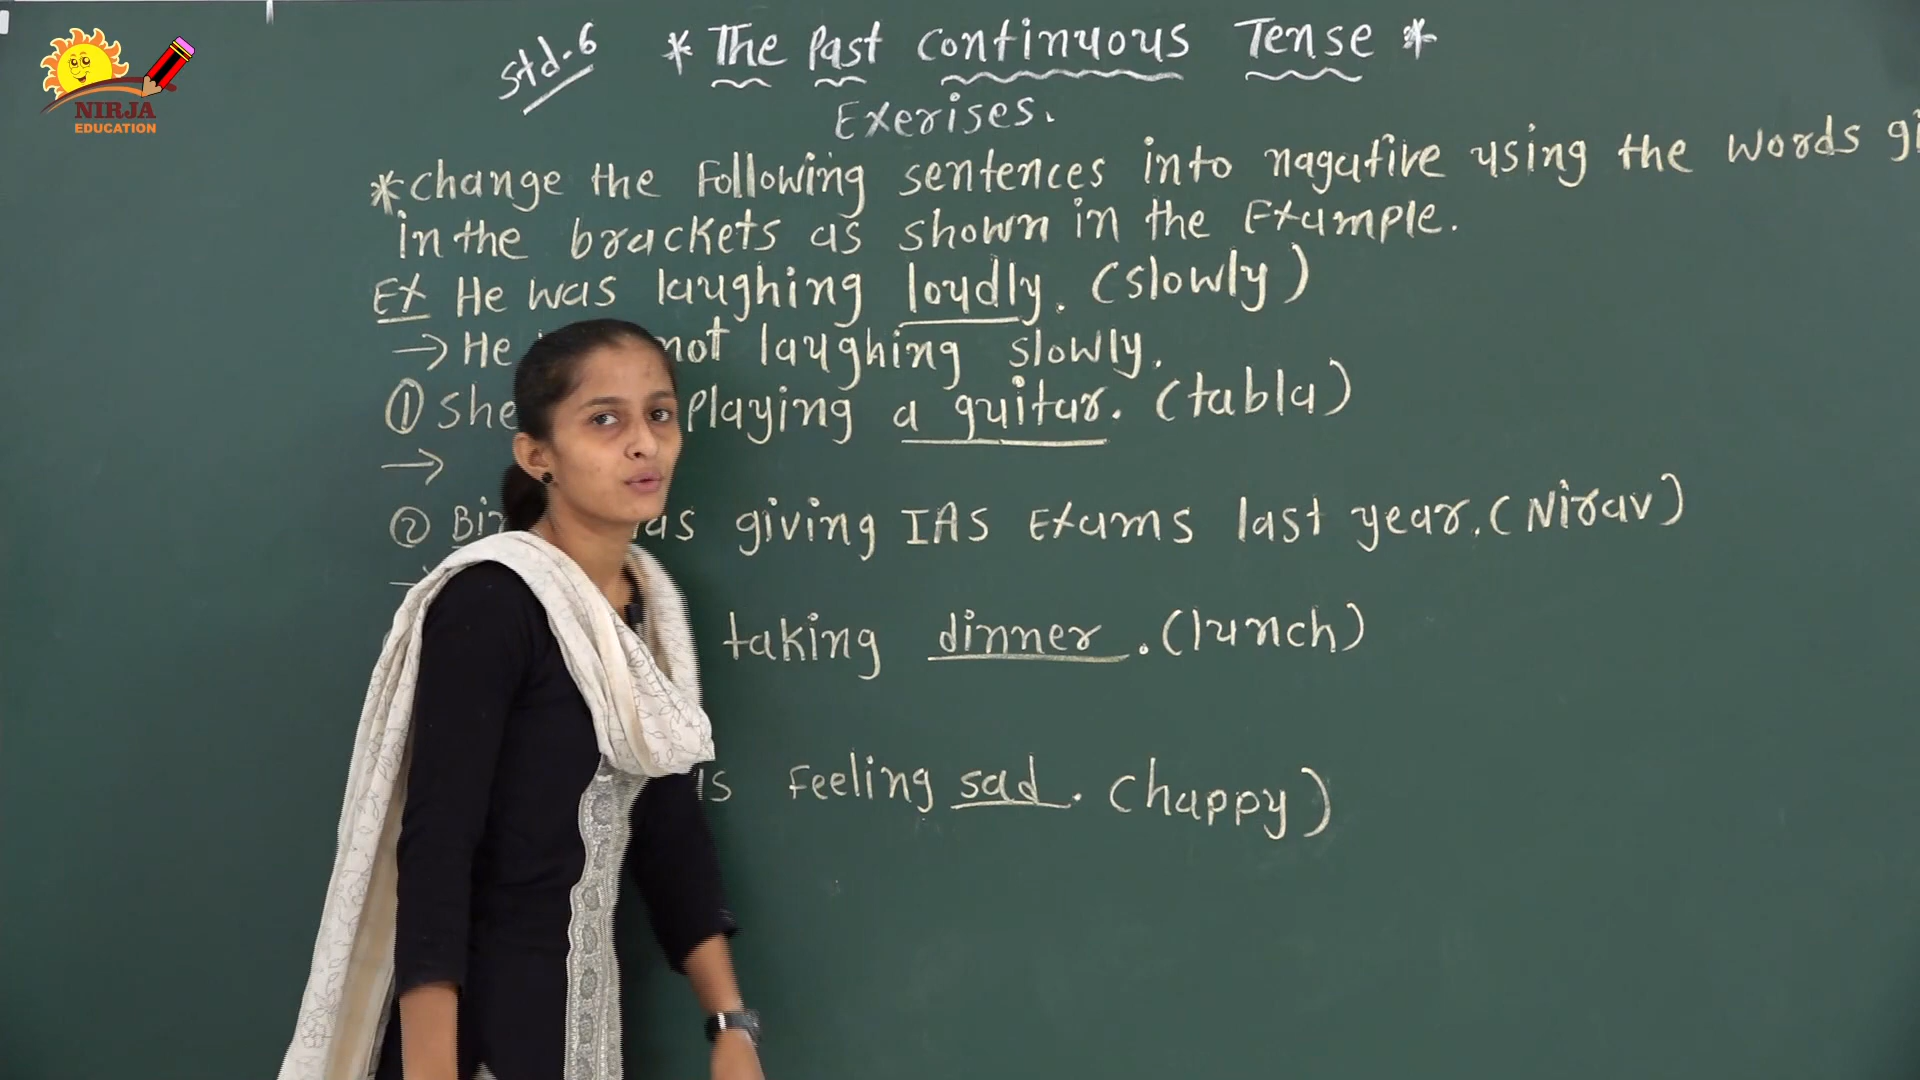 NIRJA
EDUCATION
Std-6
* The Past Continuous Tense *
Exerises.
* change the Following sentences into nagative using the words gi
in the brackets as shown in the Example.
Ex He was laughing loudly. (slowly)
→ He not laughing slowly.
① she playing a guitar. (tabla)
→
② giving IAS Exams last year. (Nirav)
taking dinner. (lunch)
Feeling sad. (happy)